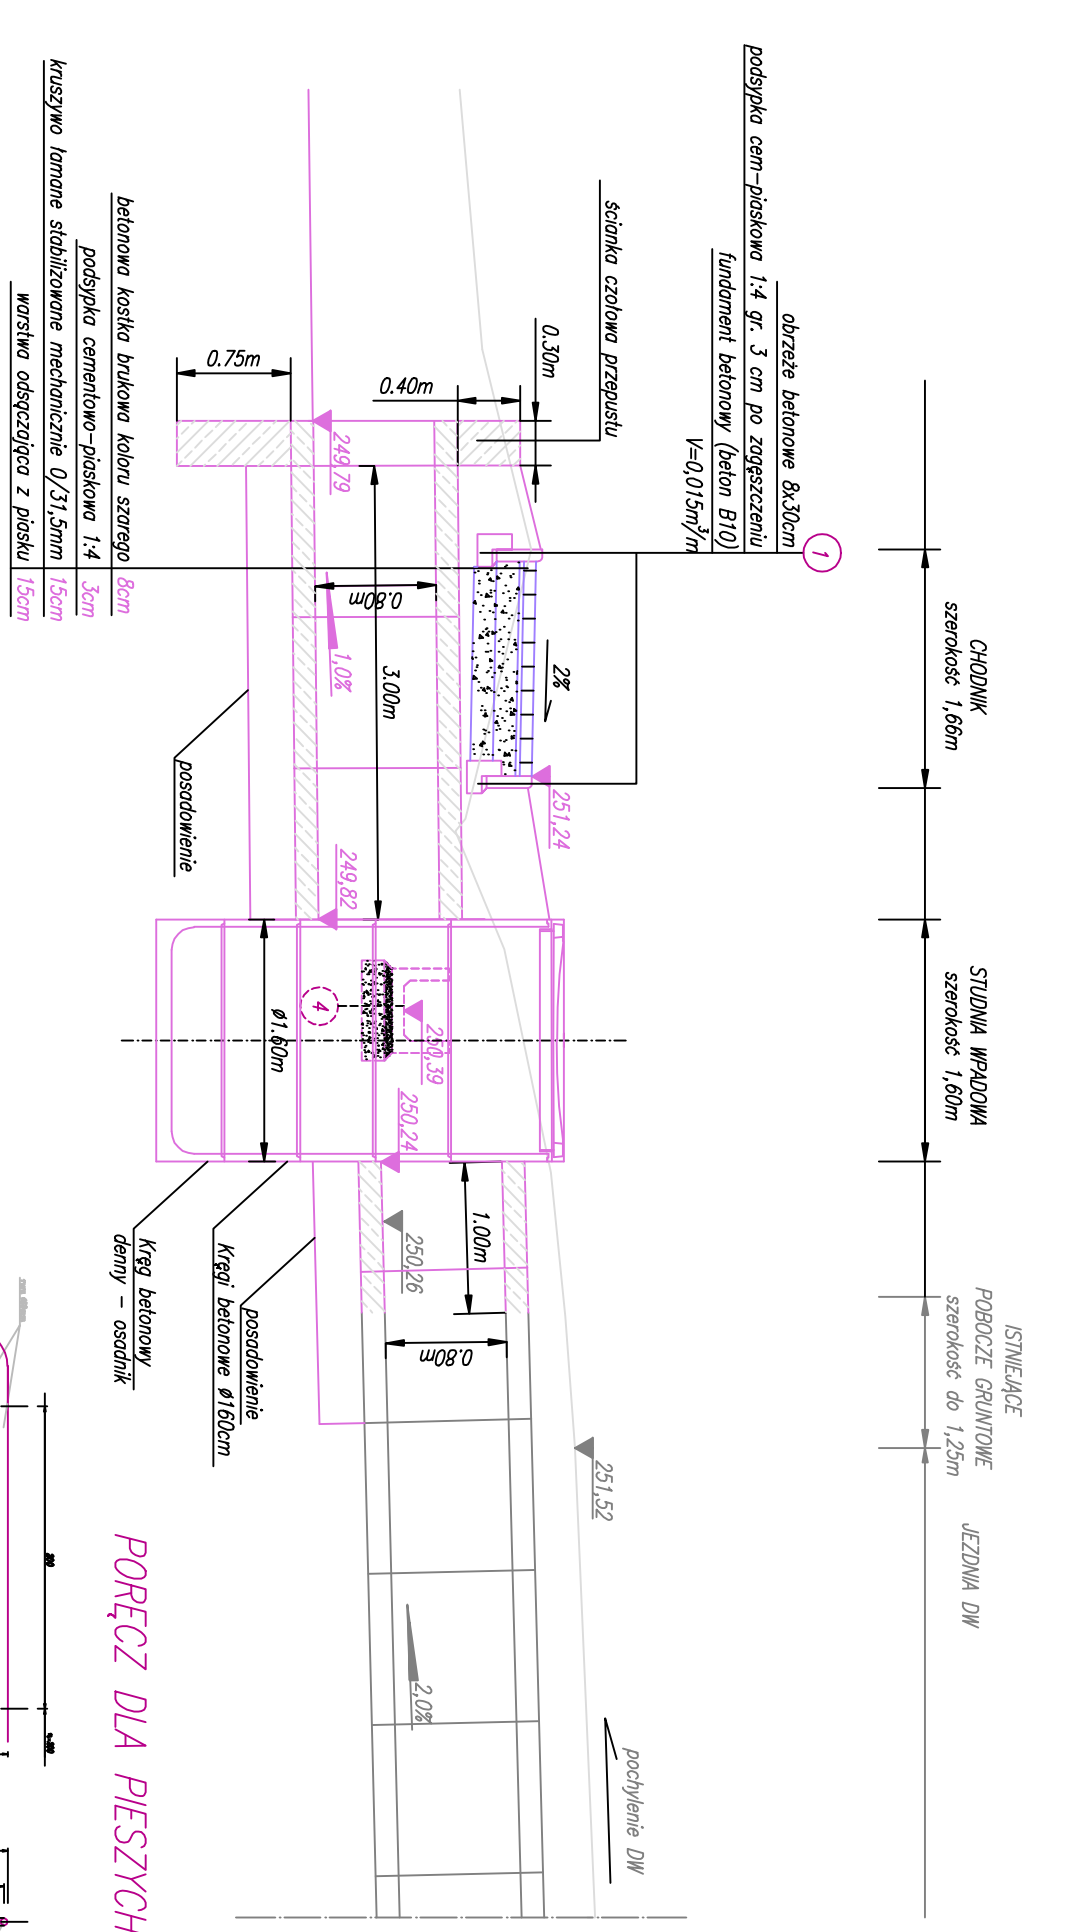 CHODNIK
szerokość 1,66m
STUDNIA WPADOWA
szerokość 1,60m
ISTNIEJĄCE
POBOCZE GRUNTOWE
szerokość do 1,25m
JEZDNIA DW
1
obrzeże betonowe 8x30cm
podsypka cem-piaskowa 1:4 gr. 3 cm po zagęszczeniu
fundament betonowy (beton B10)
V=0,015m³/m
ścianka czołowa przepustu
0.30m
0.40m
0.75m
2%
251,24
249,79
0.80m
1,0%
3.00m
249,82
posadowienie
250,39
4
ø1.60m
250,24
1.00m
250,26
0.80m
251,52
2,0%
pochylenie DW
posadowienie
Kręgi betonowe ø160cm
Kręg betonowy
denny - osadnik
betonowa kostka brukowa koloru szarego 8cm
podsypka cementowo-piaskowa 1:4 3cm
kruszywo łamane stabilizowane mechanicznie 0/31,5mm 15cm
warstwa odsączająca z piasku 15cm
PORĘCZ DLA PIESZYCH